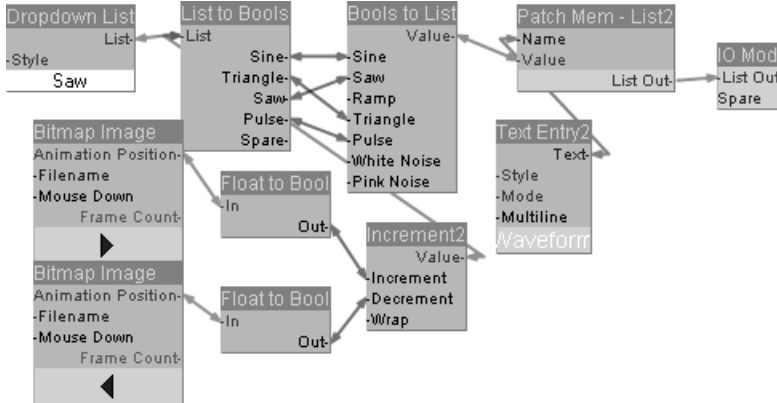 Dropdown List
List
Style
Saw
List to Bools
List
Sine
Triangle
Saw
Pulse
Spare
Bools to List
Value
Sine
Saw
Ramp
Triangle
Pulse
White Noise
Pink Noise
Patch Mem - List2
Name
Value
List Out
IO Mod
List Out
Spare
Bitmap Image
Animation Position
Filename
Mouse Down
Frame Count
Float to Bool
In
Out
Increment2
Value
Increment
Decrement
Wrap
Text Entry2
Text
Style
Mode
Multiline
Waveform
Bitmap Image
Animation Position
Filename
Mouse Down
Frame Count
Float to Bool
In
Out